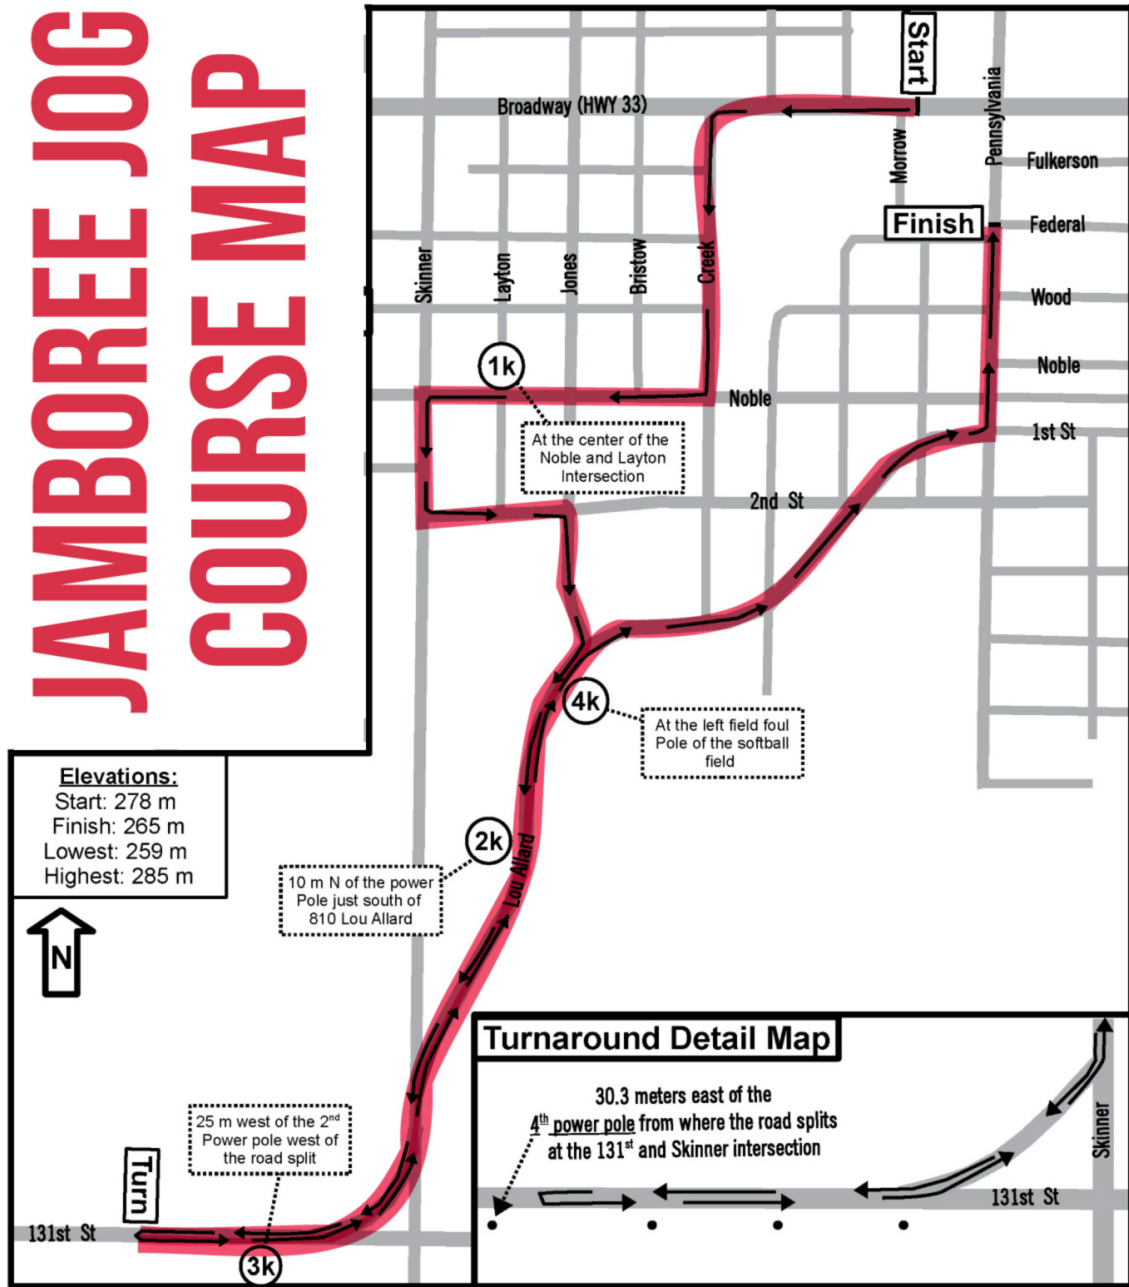 JAMBOREE JOG
COURSE MAP
Start
Broadway (HWY 33)
Pennsylvania
Morrow
Fulkerson
Finish
Federal
Skinner
Layton
Jones
Bristow
Creek
Wood
1k
Noble
Noble
At the center of the
Noble and Layton
Intersection
1st St
2nd St
4k
At the left field foul
Pole of the softball
field
Elevations:
Start: 278 m
Finish: 265 m
Lowest: 259 m
Highest: 285 m
2k
Lou Allard
10 m N of the power
Pole just south of
810 Lou Allard
N
25 m west of the 2nd
Power pole west of
the road split
Turn
131st St
3k
Turnaround Detail Map
30.3 meters east of the
4th power pole from where the road splits
at the 131st and Skinner intersection
Skinner
131st St